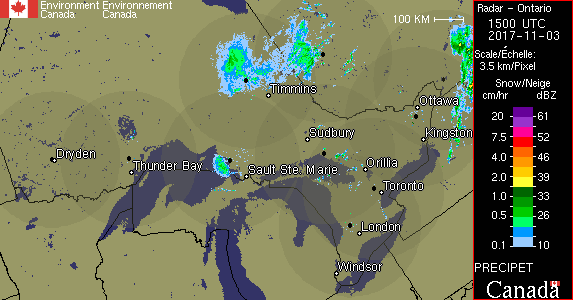 Environment Environnement
Canada Canada
100 KM
Timmins
Ottawa
Sudbury
Kingston
Dryden
Thunder Bay
Sault Ste. Marie
Orillia
Toronto
London
Windsor
Radar - Ontario
1500 UTC
2017-11-03
Scale/Échelle:
3.5 km/Pixel
Snow/Neige
cm/hr dBZ
20 61
7.5 52
4.0 46
2.0 39
1.0 33
0.5 26
0.1 10
PRECIPET
Canada